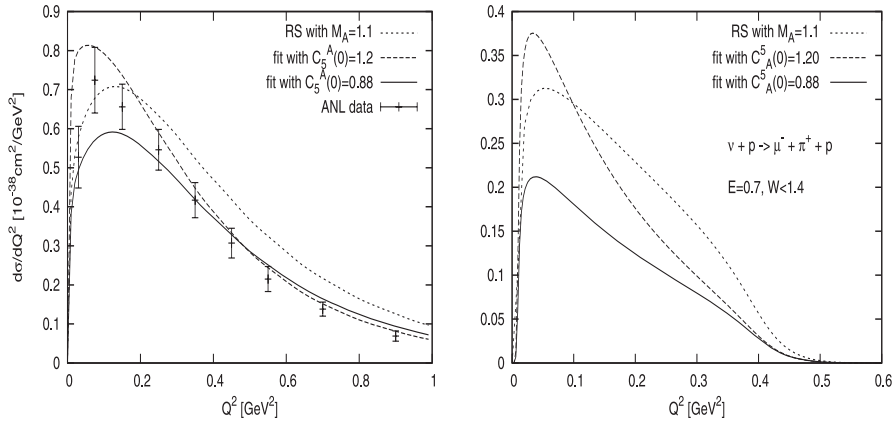 dσ/dQ² [10⁻³⁸cm²/GeV²]
0.9
0.8
0.7
0.6
0.5
0.4
0.3
0.2
0.1
0
0 0.2 0.4 0.6 0.8 1
Q² [GeV²]
RS with M_A=1.1
fit with C₅^A(0)=1.2
fit with C₅^A(0)=0.88
ANL data
0.4
0.35
0.3
0.25
0.2
0.15
0.1
0.05
0
0 0.1 0.2 0.3 0.4 0.5 0.6
Q² [GeV²]
RS with M_A=1.1
fit with C⁵_A(0)=1.20
fit with C⁵_A(0)=0.88
ν + p -> μ⁻ + π⁺ + p
E=0.7, W<1.4